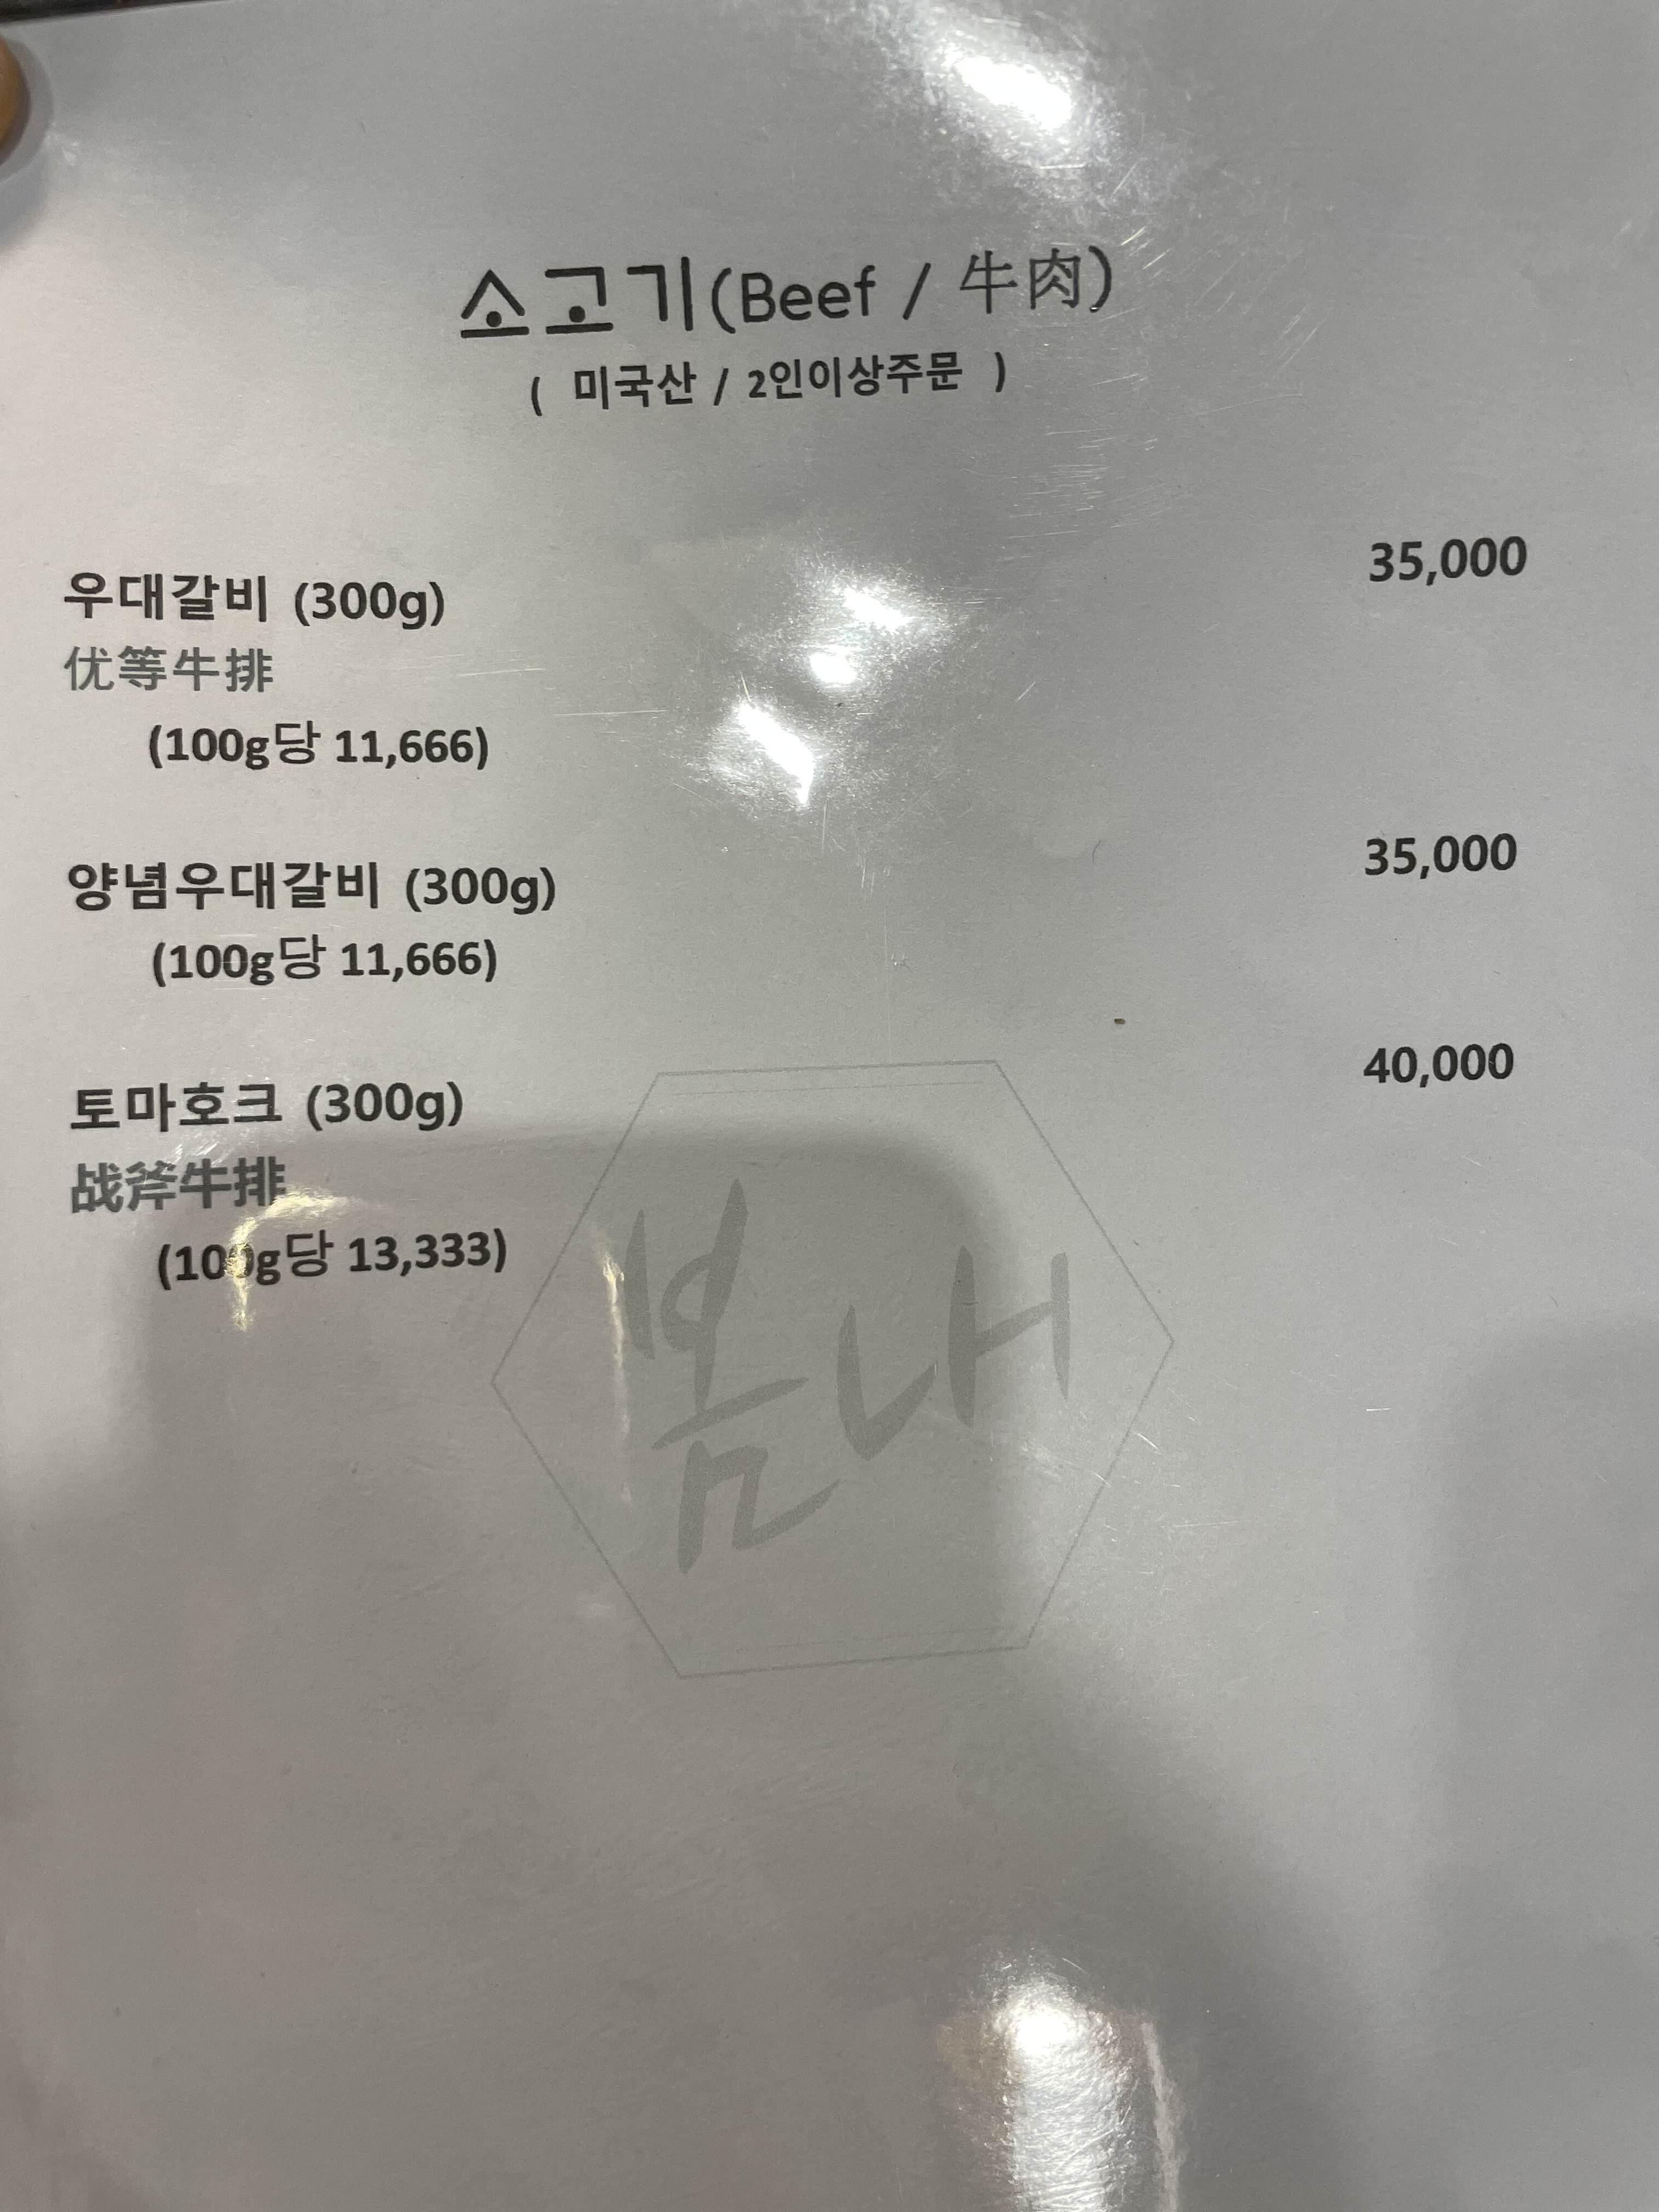 소고기(Beef / 牛肉)
( 미국산 / 2인이상주문 )
우대갈비 (300g) 35,000
优等牛排
(100g당 11,666)
양념우대갈비 (300g) 35,000
(100g당 11,666)
토마호크 (300g) 40,000
战斧牛排
(100g당 13,333)
봄내